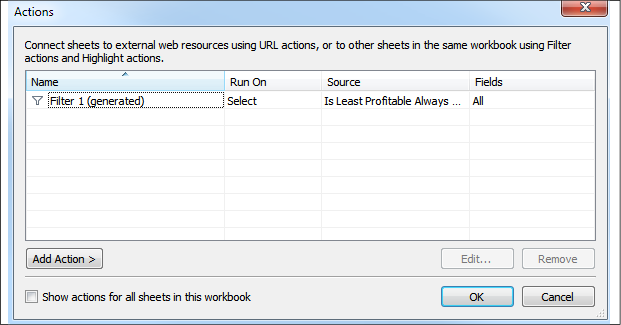 Actions
Connect sheets to external web resources using URL actions, or to other sheets in the same workbook using Filter
actions and Highlight actions.
Name Run On Source Fields
Filter 1 (generated) Select Is Least Profitable Always ... All
Add Action > Edit... Remove
Show actions for all sheets in this workbook OK Cancel